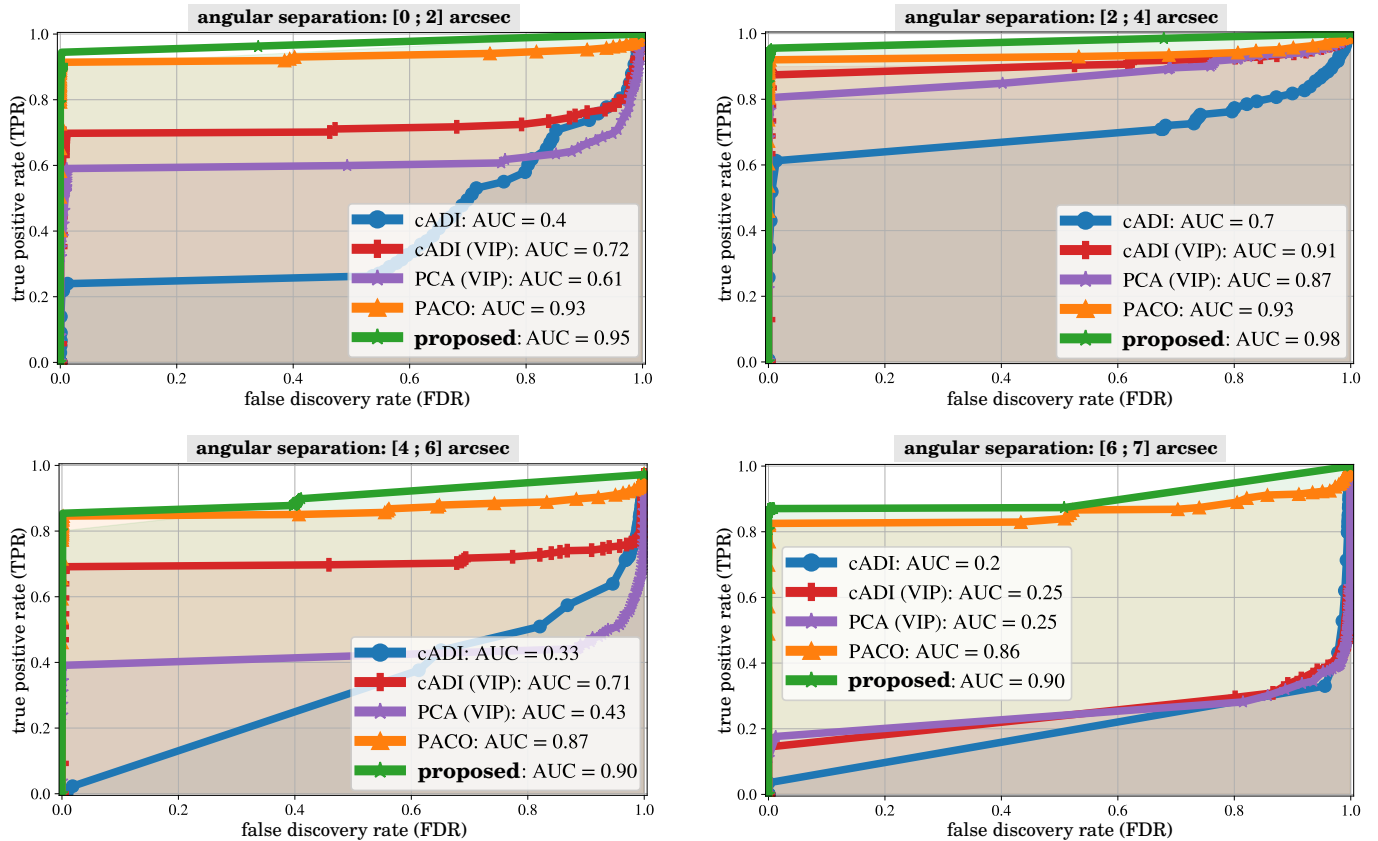 angular separation: [0 ; 2] arcsec
1.0
0.8
0.6
0.4
0.2
0.0
true positive rate (TPR)
cADI: AUC = 0.4
cADI (VIP): AUC = 0.72
PCA (VIP): AUC = 0.61
PACO: AUC = 0.93
proposed: AUC = 0.95
0.0 0.2 0.4 0.6 0.8 1.0
false discovery rate (FDR)
angular separation: [2 ; 4] arcsec
1.0
0.8
0.6
0.4
0.2
0.0
true positive rate (TPR)
cADI: AUC = 0.7
cADI (VIP): AUC = 0.91
PCA (VIP): AUC = 0.87
PACO: AUC = 0.93
proposed: AUC = 0.98
0.0 0.2 0.4 0.6 0.8 1.0
false discovery rate (FDR)
angular separation: [4 ; 6] arcsec
1.0
0.8
0.6
0.4
0.2
0.0
true positive rate (TPR)
cADI: AUC = 0.33
cADI (VIP): AUC = 0.71
PCA (VIP): AUC = 0.43
PACO: AUC = 0.87
proposed: AUC = 0.90
0.0 0.2 0.4 0.6 0.8 1.0
false discovery rate (FDR)
angular separation: [6 ; 7] arcsec
1.0
0.8
0.6
0.4
0.2
0.0
true positive rate (TPR)
cADI: AUC = 0.2
cADI (VIP): AUC = 0.25
PCA (VIP): AUC = 0.25
PACO: AUC = 0.86
proposed: AUC = 0.90
0.0 0.2 0.4 0.6 0.8 1.0
false discovery rate (FDR)